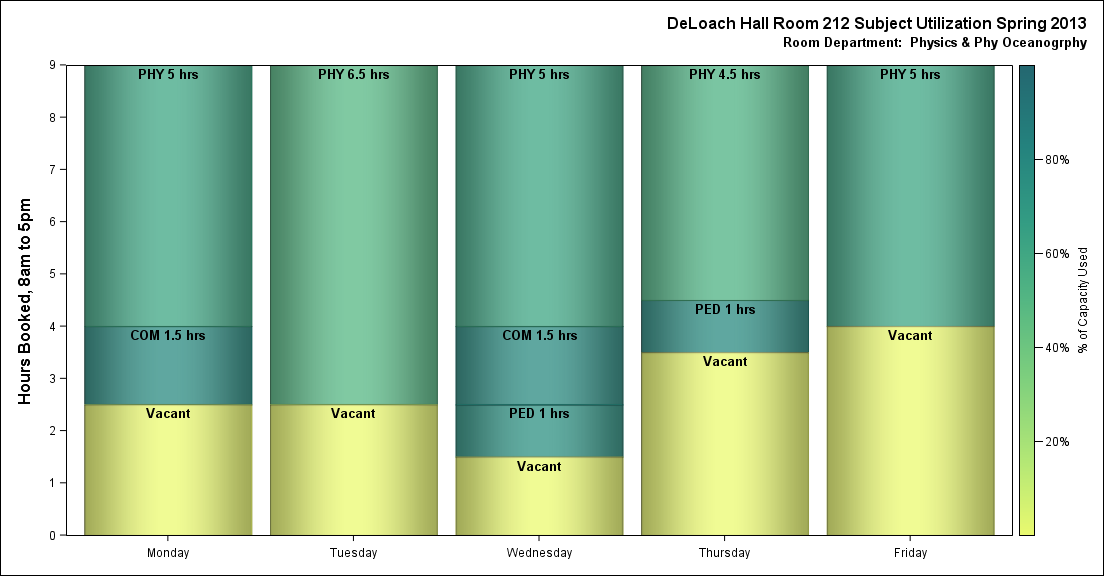 DeLoach Hall Room 212 Subject Utilization Spring 2013
Room Department:  Physics & Phy Oceanogrphy
Hours Booked, 8am to 5pm
9
8
7
6
5
4
3
2
1
0
PHY 5 hrs
COM 1.5 hrs
Vacant
PHY 6.5 hrs
Vacant
PHY 5 hrs
COM 1.5 hrs
PED 1 hrs
Vacant
PHY 4.5 hrs
PED 1 hrs
Vacant
PHY 5 hrs
Vacant
Monday
Tuesday
Wednesday
Thursday
Friday
80%
60%
40%
20%
% of Capacity Used